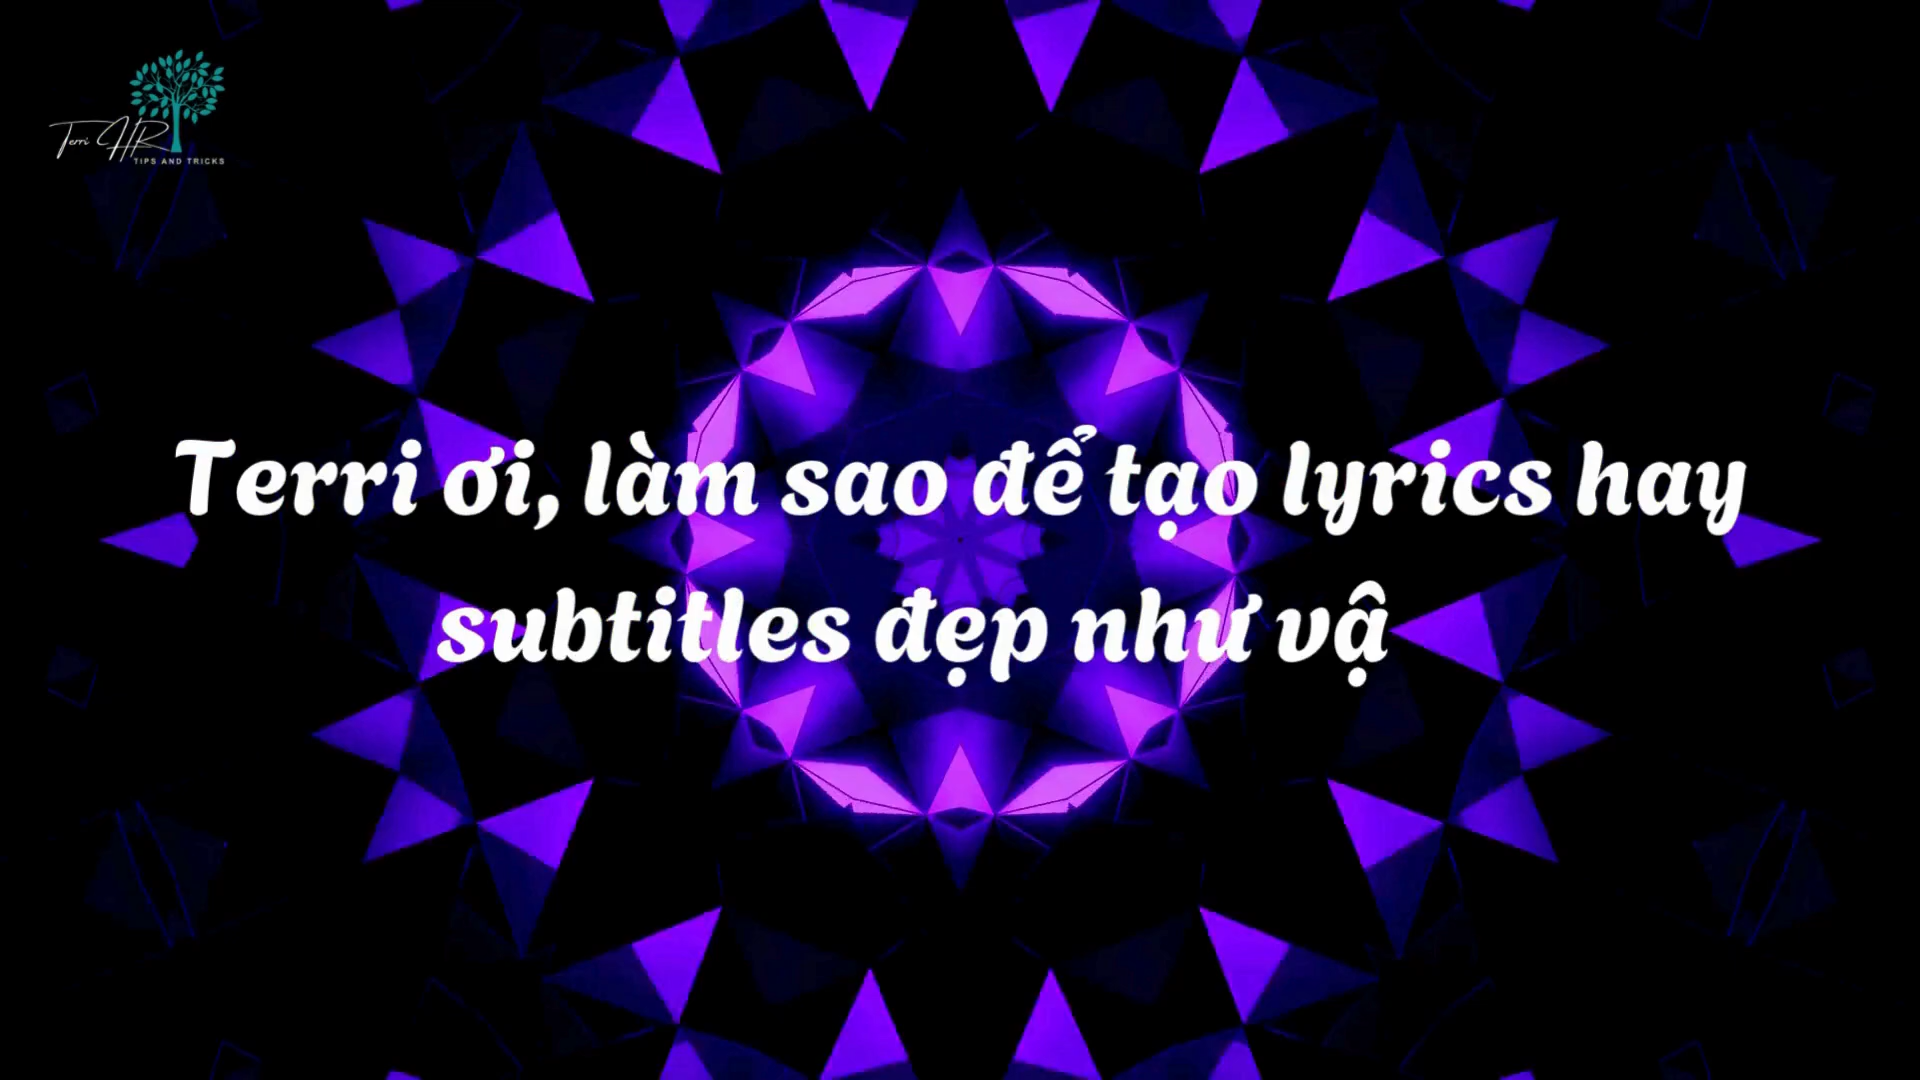 Terri HR
TIPS AND TRICKS
Terri ơi, làm sao để tạo lyrics hay
subtitles đẹp như vậ